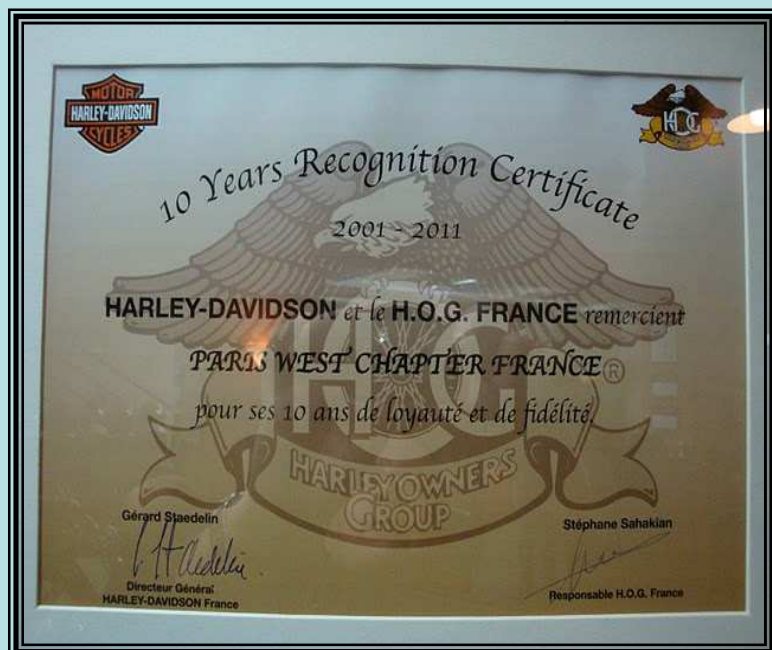 MOTOR
HARLEY-DAVIDSON
CYCLES
HOG
10 Years Recognition Certificate
2001 - 2011
HARLEY-DAVIDSON et le H.O.G. FRANCE remercient
PARIS WEST CHAPTER FRANCE
pour ses 10 ans de loyauté et de fidélité.
HOG ®
HARLEY OWNERS
GROUP
Gérard Staedelin
Stéphane Sahakian
Staedelin
Directeur Général
HARLEY-DAVIDSON France
Responsable H.O.G. France